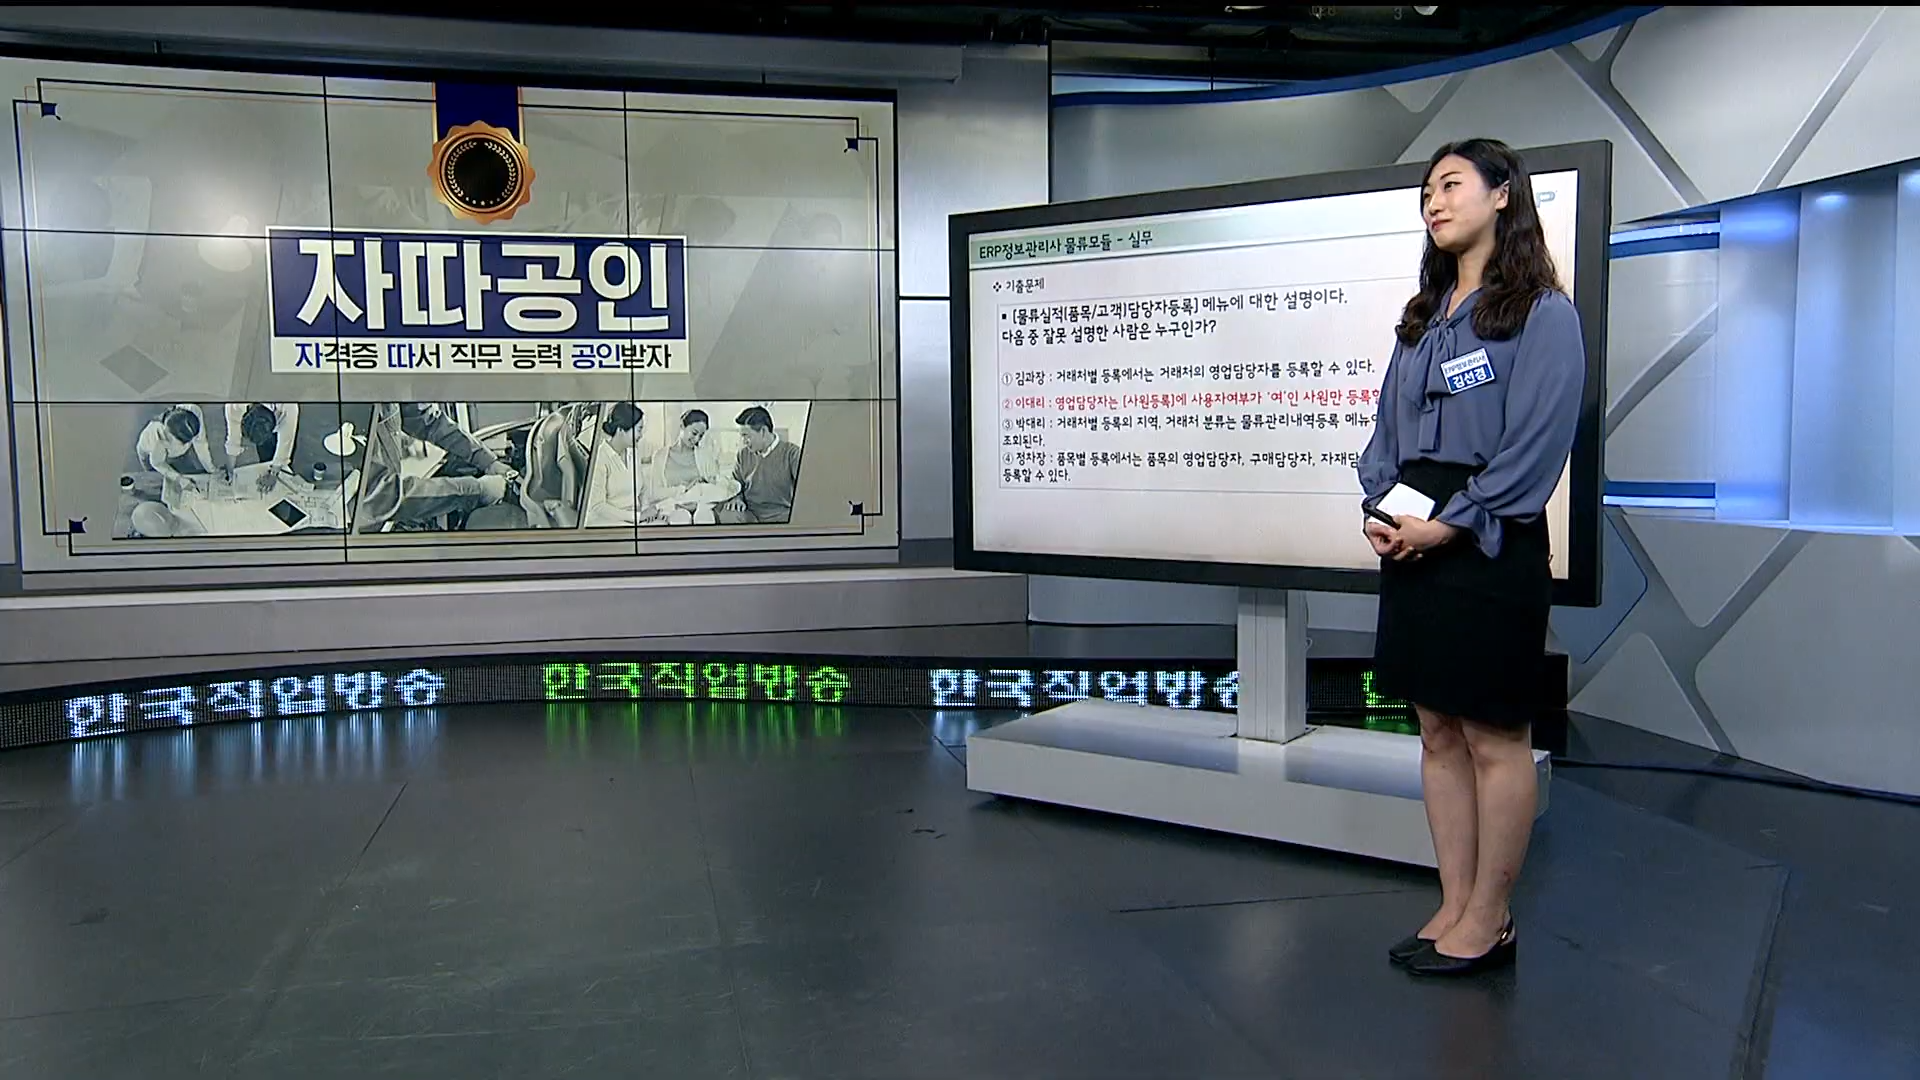 자따공인
자격증 따서 직무 능력 공인받자
ERP정보관리사 물류모듈 - 실무
❖ 기출문제
▪ [물류실적(품목/고객)담당자등록] 메뉴에 대한 설명이다.
다음 중 잘못 설명한 사람은 누구인가?
① 김과장 : 거래처별 등록에서는 거래처의 영업담당자를 등록할 수 있다.
② 이대리 : 영업담당자는 [사원등록]에 사용자여부가 '여'인 사원만
③ 박대리 : 거래처별 등록의 지역, 거래처 분류는 물류관리내역등록
조회된다.
④ 정차장 : 품목별 등록에서는 품목의 영업담당자, 구매담당자,
등록할 수 있다.
ERP정보관리사
김선경
한국직업방송 한국직업방송 한국직업방송